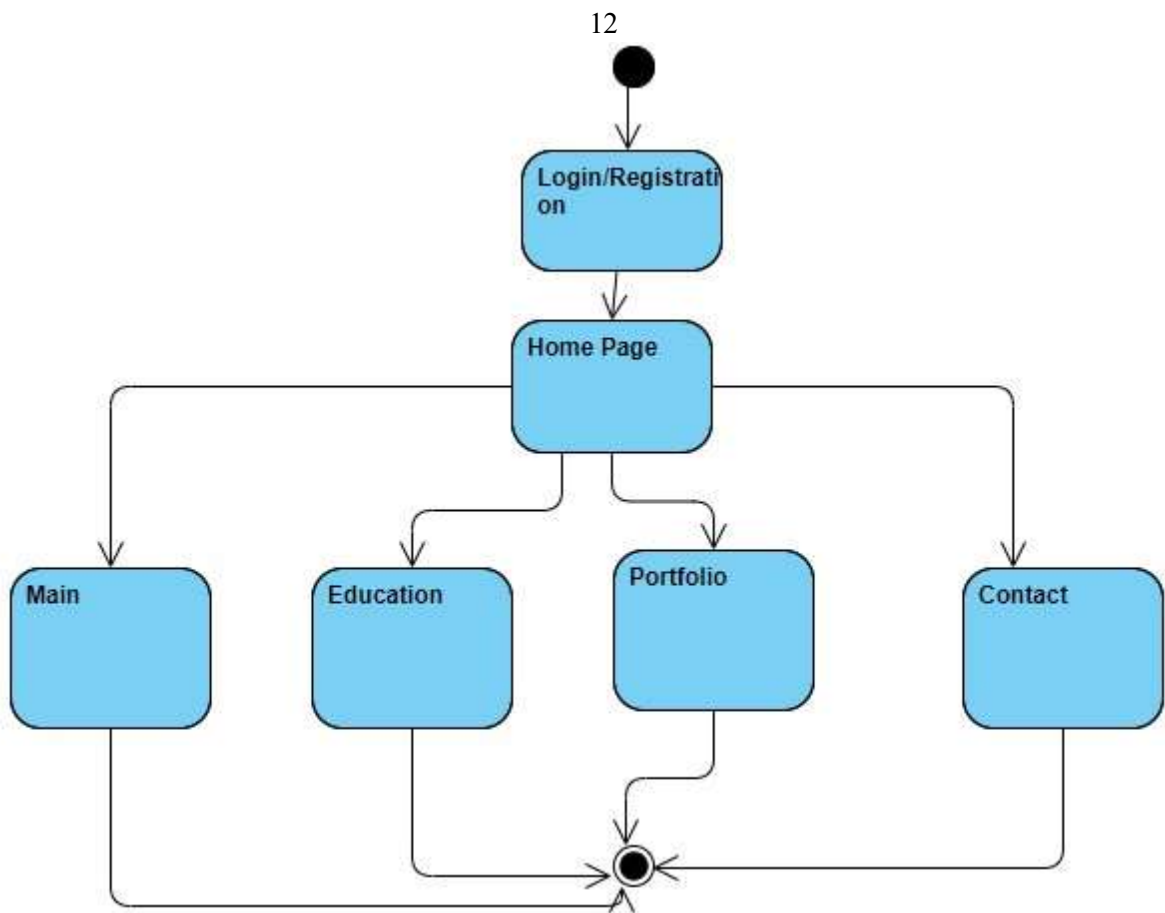 12
Login/Registrati
on
Home Page
Main
Education
Portfolio
Contact